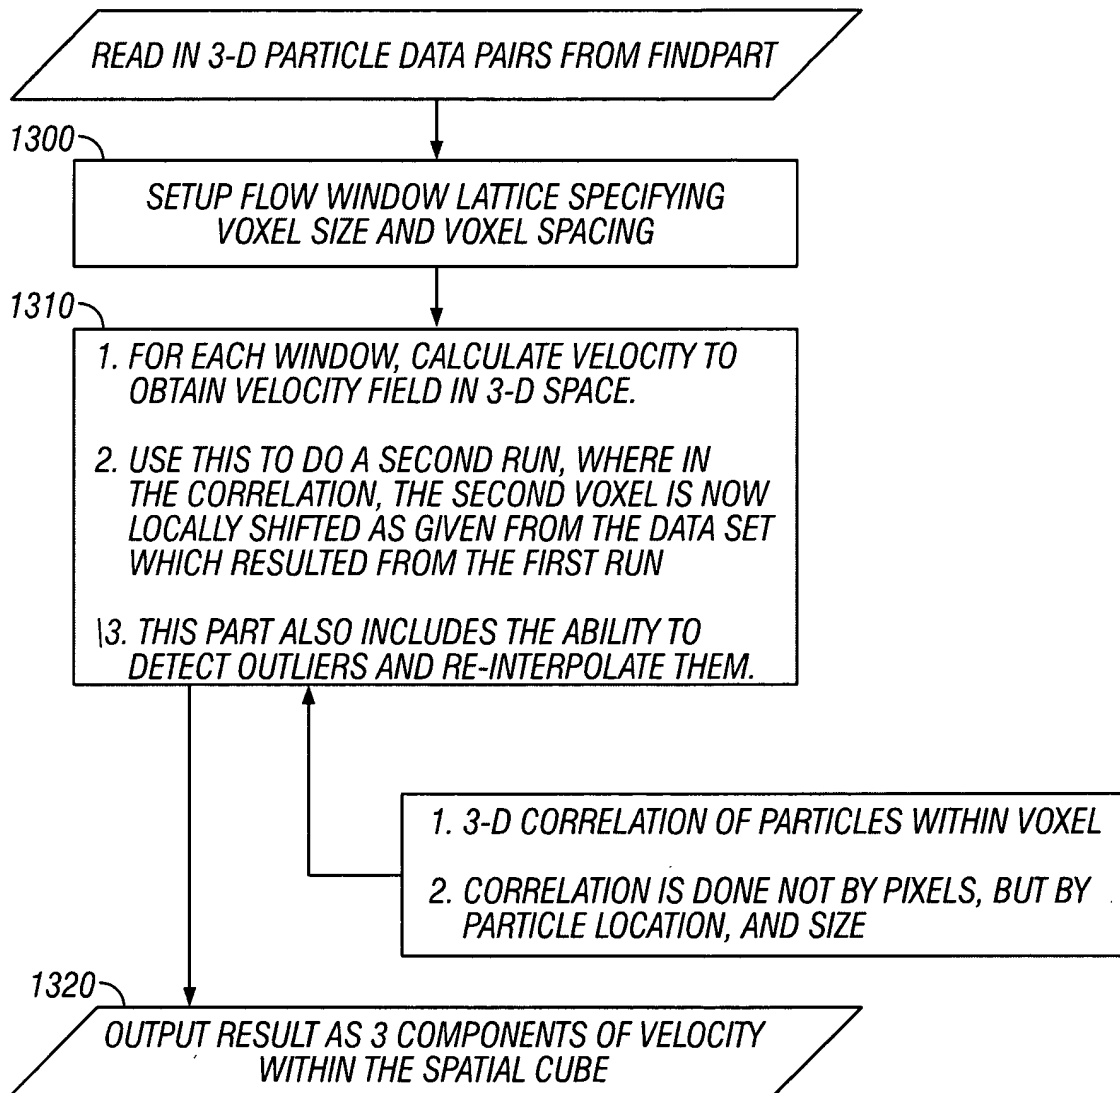 READ IN 3-D PARTICLE DATA PAIRS FROM FINDPART
1300
SETUP FLOW WINDOW LATTICE SPECIFYING
VOXEL SIZE AND VOXEL SPACING
1310
1. FOR EACH WINDOW, CALCULATE VELOCITY TO
OBTAIN VELOCITY FIELD IN 3-D SPACE.
2. USE THIS TO DO A SECOND RUN, WHERE IN
THE CORRELATION, THE SECOND VOXEL IS NOW
LOCALLY SHIFTED AS GIVEN FROM THE DATA SET
WHICH RESULTED FROM THE FIRST RUN
\3. THIS PART ALSO INCLUDES THE ABILITY TO
DETECT OUTLIERS AND RE-INTERPOLATE THEM.
1. 3-D CORRELATION OF PARTICLES WITHIN VOXEL
2. CORRELATION IS DONE NOT BY PIXELS, BUT BY
PARTICLE LOCATION, AND SIZE
1320
OUTPUT RESULT AS 3 COMPONENTS OF VELOCITY
WITHIN THE SPATIAL CUBE